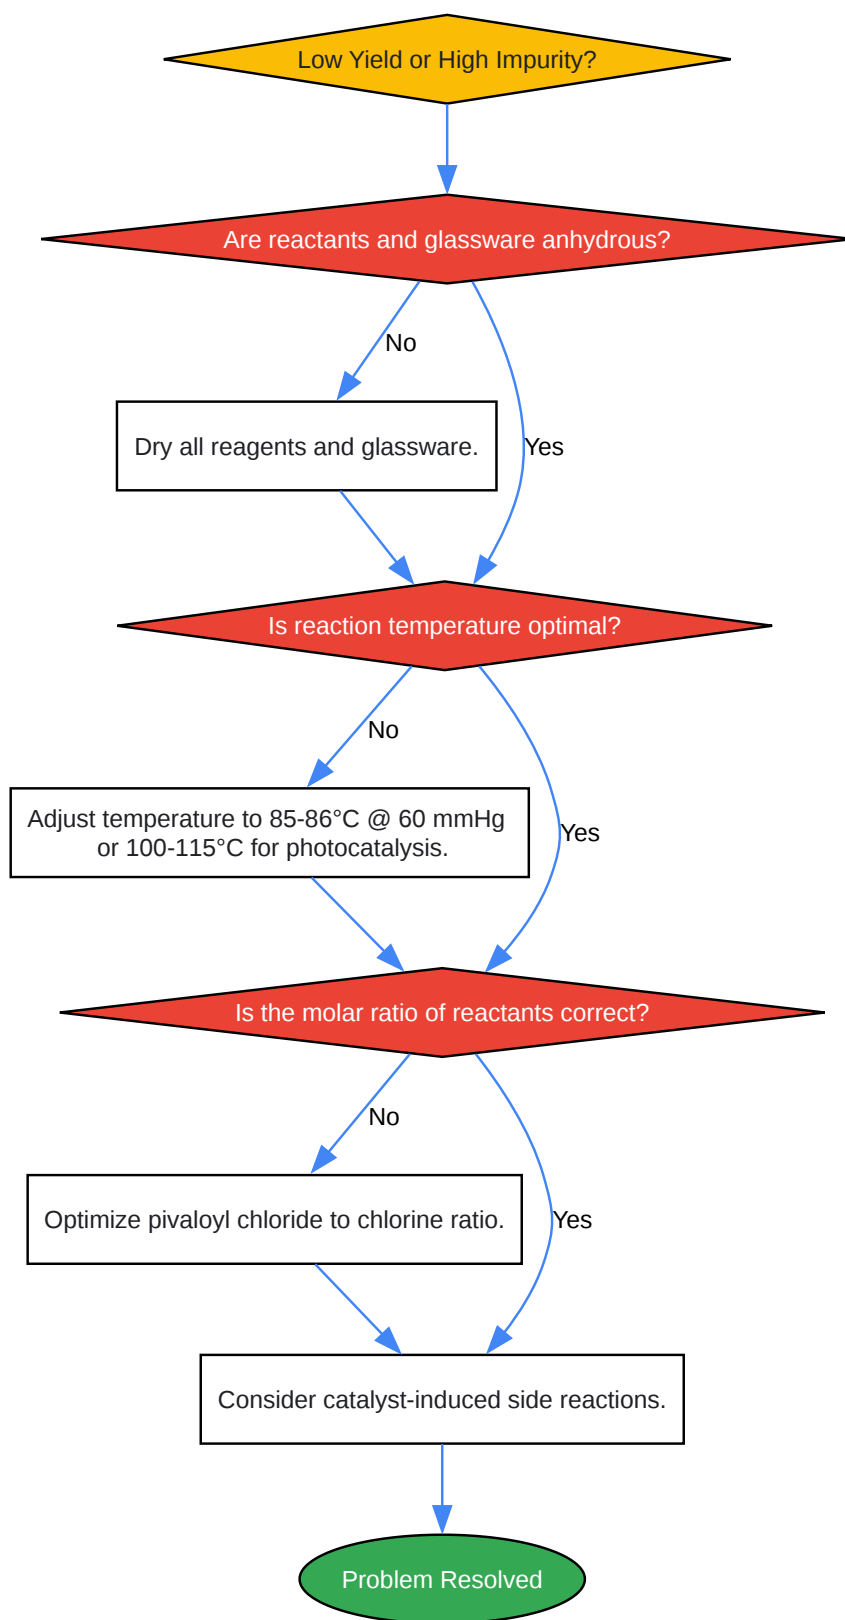 Low Yield or High Impurity?
Are reactants and glassware anhydrous?
No
Dry all reagents and glassware.
Yes
Is reaction temperature optimal?
No
Adjust temperature to 85-86°C @ 60 mmHg
or 100-115°C for photocatalysis.
Yes
Is the molar ratio of reactants correct?
No
Optimize pivaloyl chloride to chlorine ratio.
Yes
Consider catalyst-induced side reactions.
Problem Resolved